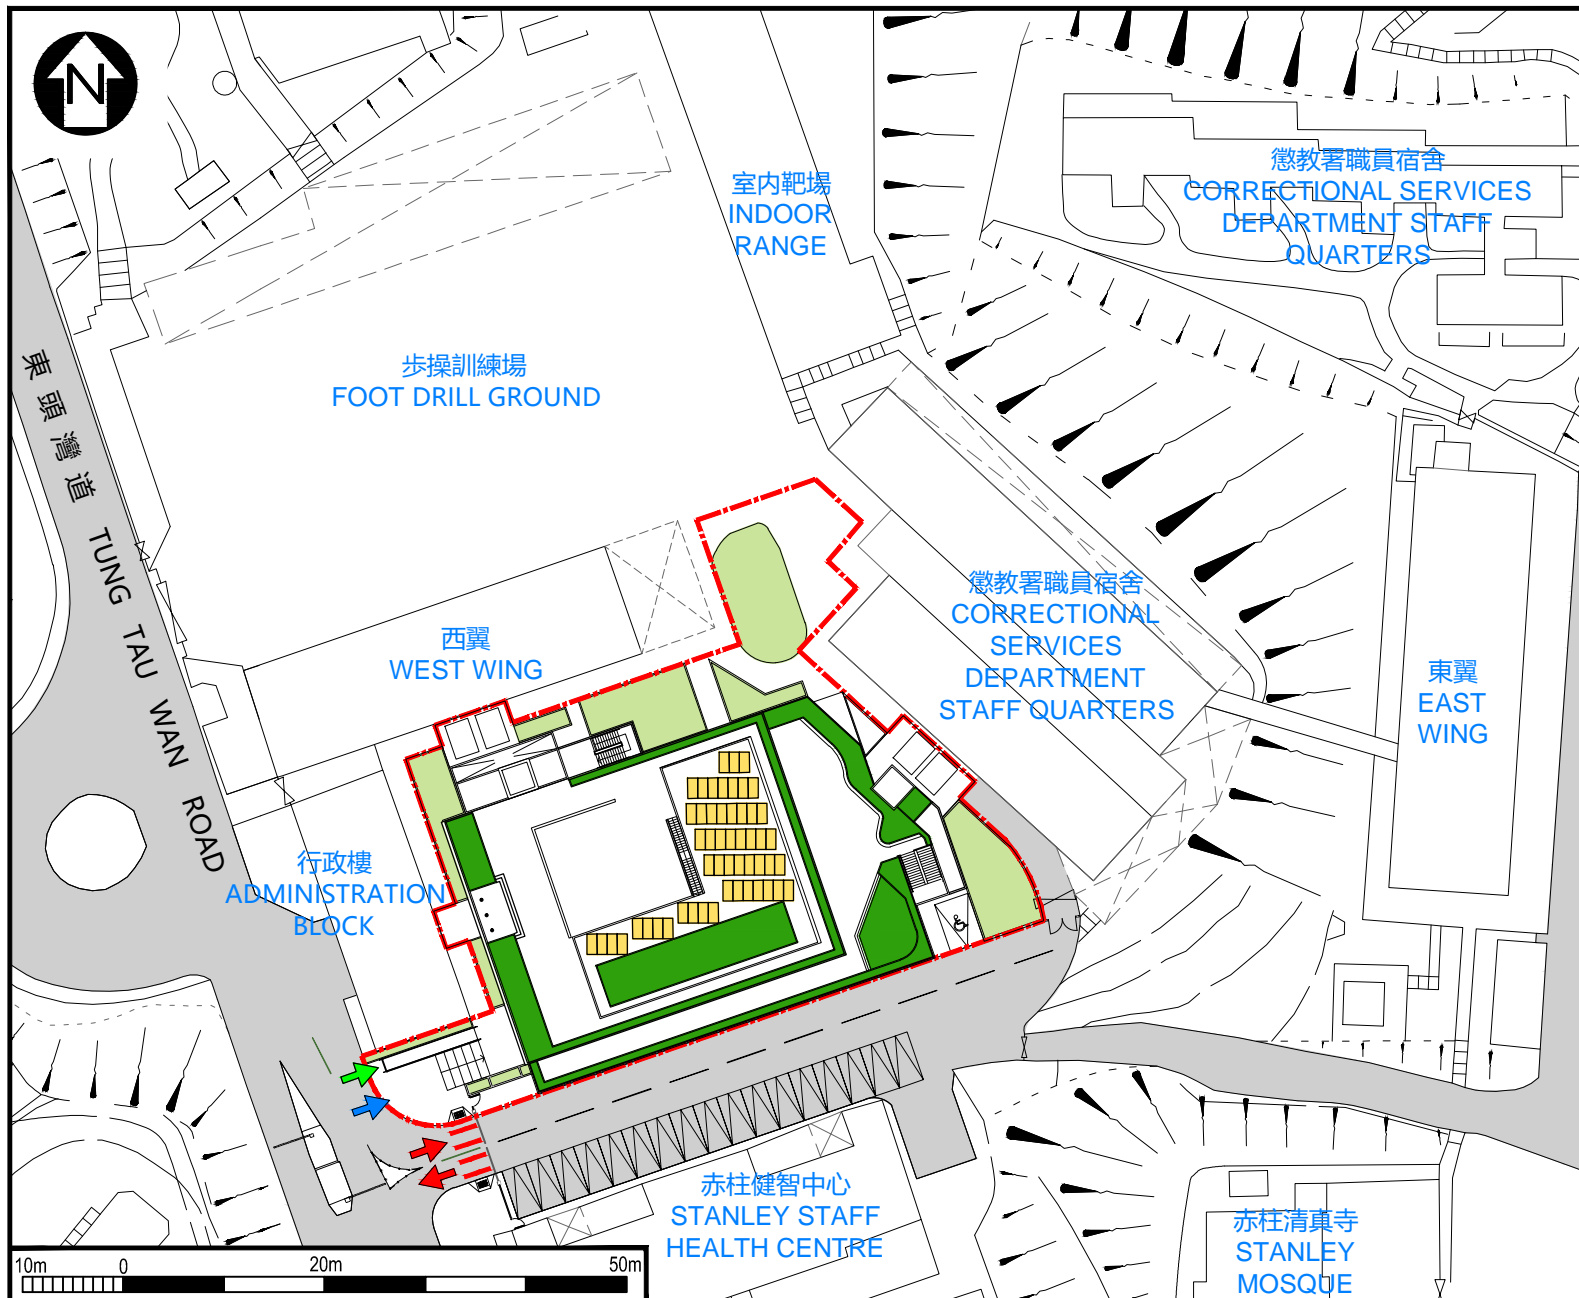 N
懲教署職員宿舍
CORRECTIONAL SERVICES
DEPARTMENT STAFF
QUARTERS
室内靶場
INDOOR
RANGE
步操訓練場
FOOT DRILL GROUND
東頭灣道 TUNG TAU WAN ROAD
懲教署職員宿舍
CORRECTIONAL
SERVICES
DEPARTMENT
STAFF QUARTERS
西翼
WEST WING
東翼
EAST
WING
行政樓
ADMINISTRATION
BLOCK
赤柱健智中心
STANLEY STAFF
HEALTH CENTRE
赤柱清真寺
STANLEY
MOSQUE
10m 0 20m 50m